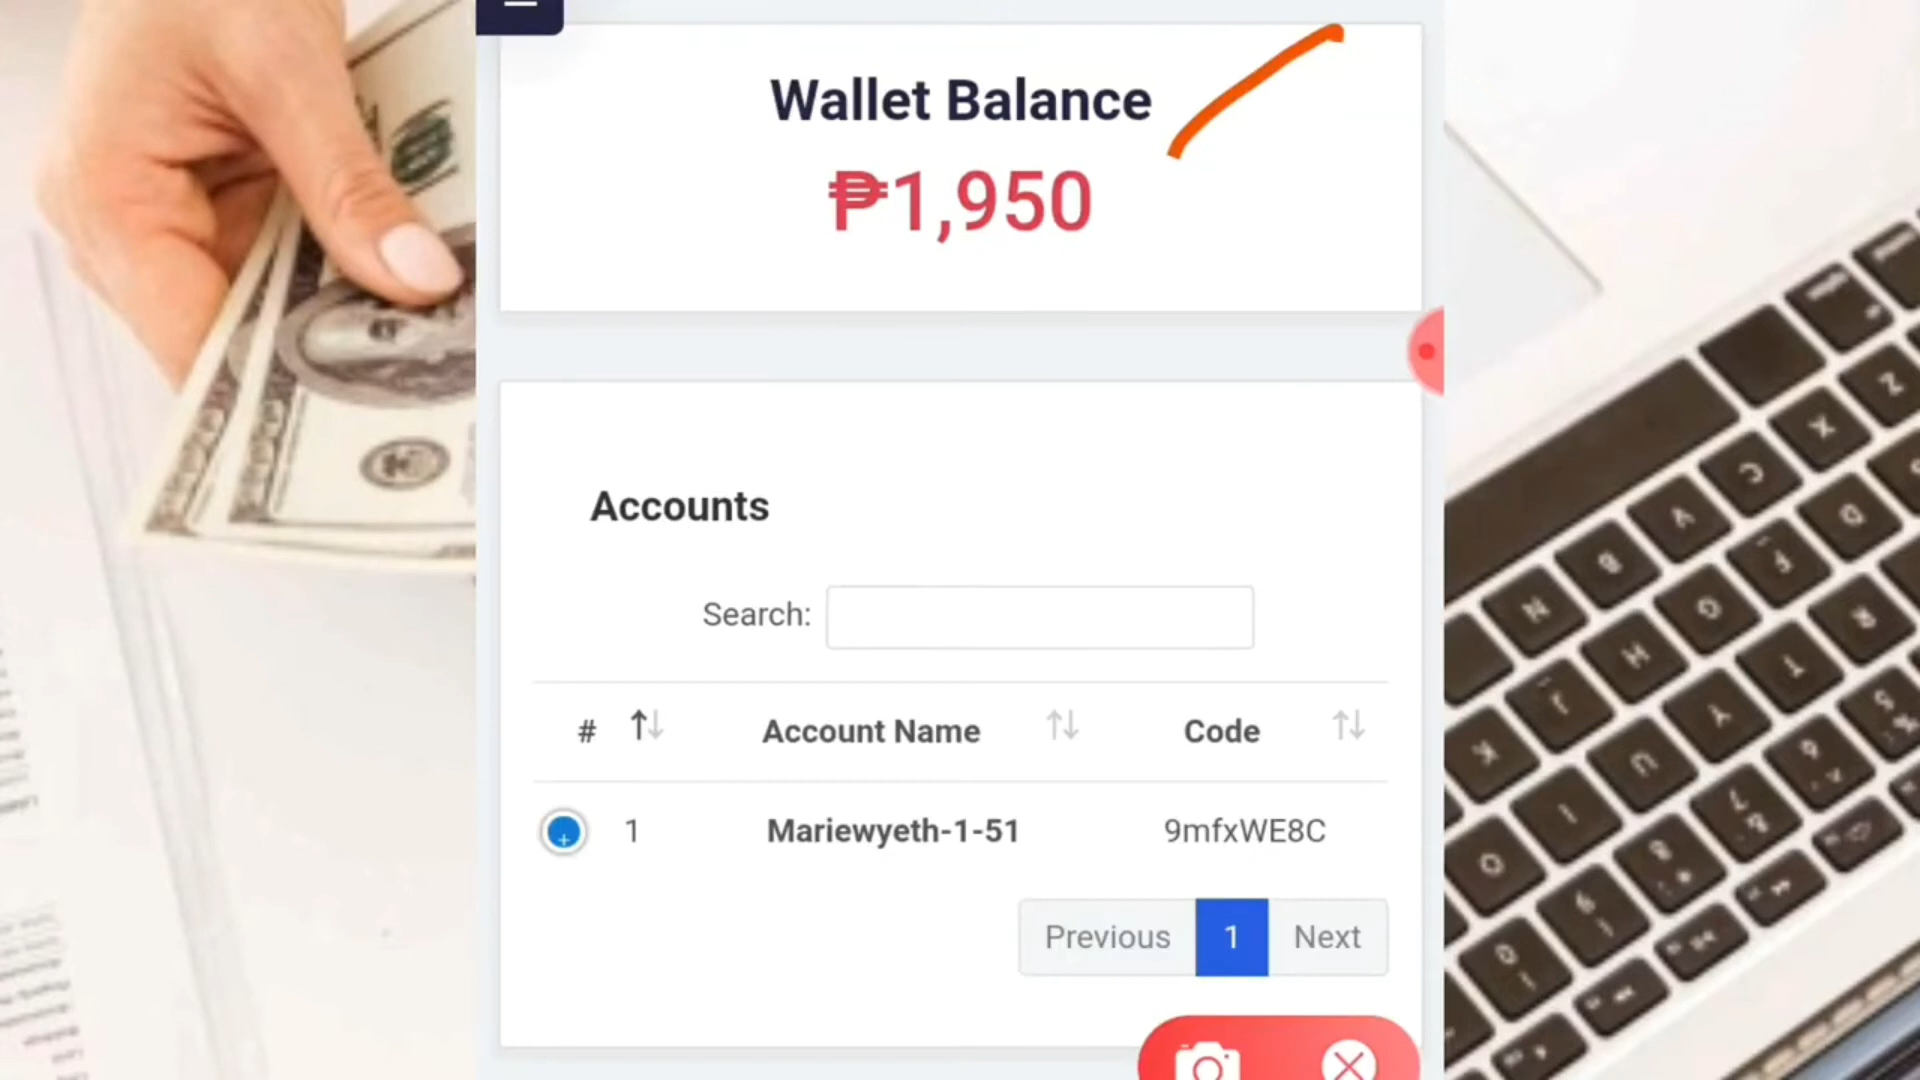 Wallet Balance
₱1,950
Accounts
Search:
# Account Name Code
1 Mariewyeth-1-51 9mfxWE8C
Previous 1 Next